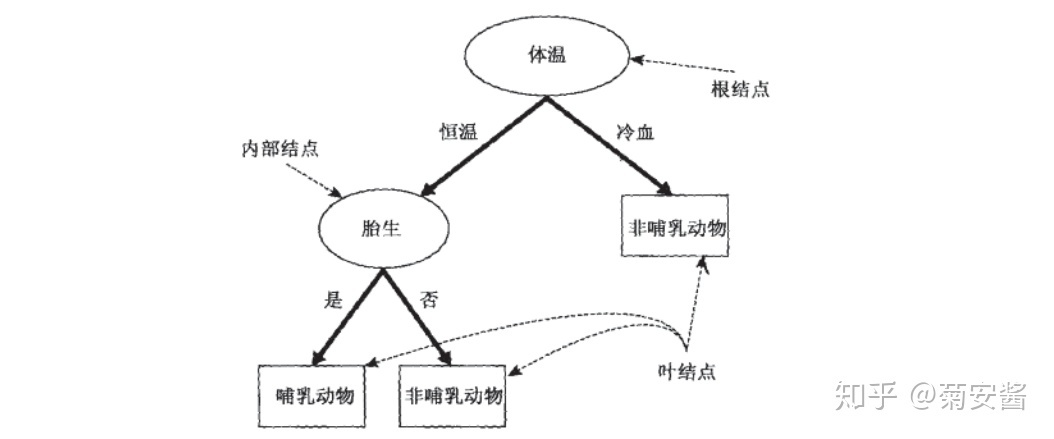 体温
根结点
恒温
冷血
内部结点
胎生
非哺乳动物
是
否
叶结点
哺乳动物
非哺乳动物
知乎 @菊安酱